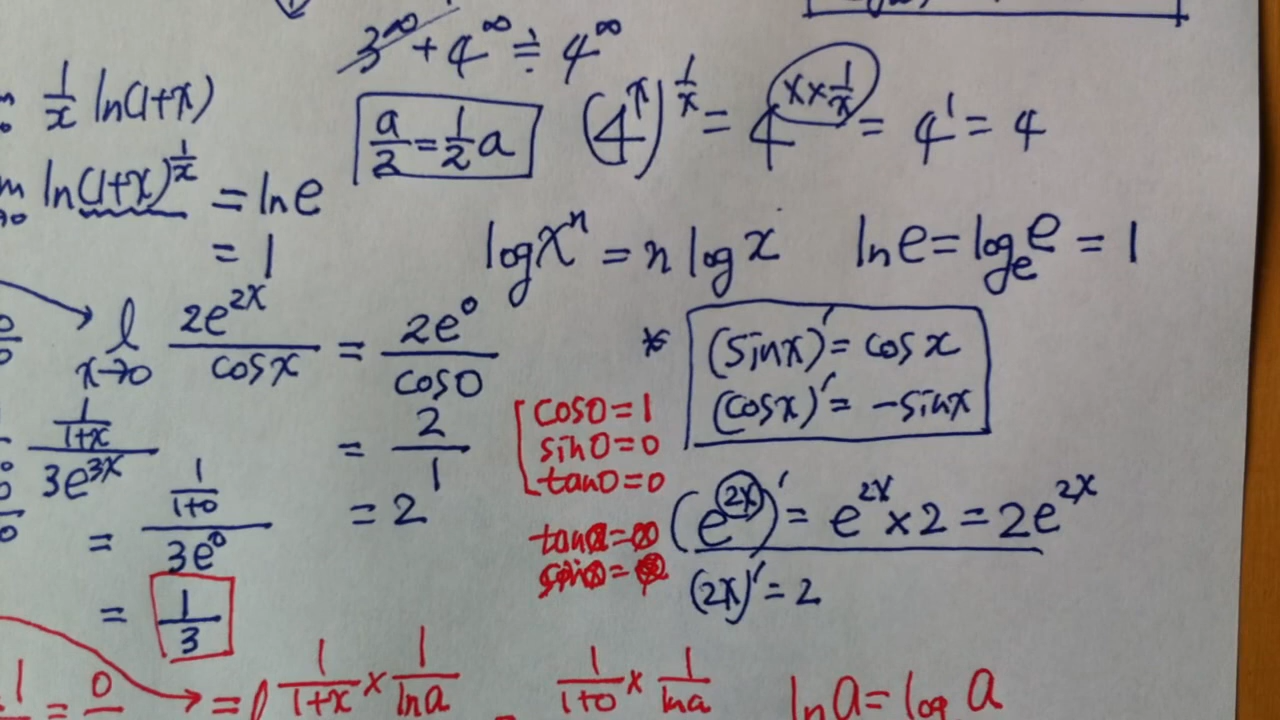 3^∞ + 4^∞ ≒ 4^∞
1/x ln(1+x)
a/2 = 1/2 a
(4^x)^(1/x) = 4^(x×1/x) = 4^1 = 4
ln(1+x)^(1/x) = ln e
= 1
log x^n = n log x
ln e = log_e e = 1
l x→0 2e^(2x)/cos x = 2e^0/cos 0
= 2/1
= 2
* (sin x)' = cos x
(cos x)' = -sin x
cos 0 = 1
sin 0 = 0
tan 0 = 0
1/(1+x) / 3e^(3x)
= 1/(1+0) / 3e^0
= 1/3
(e^(2x))' = e^(2x) × 2 = 2e^(2x)
(2x)' = 2
= l 1/(1+x) × 1/ln a
1/(1+0) × 1/ln a
ln a = log a